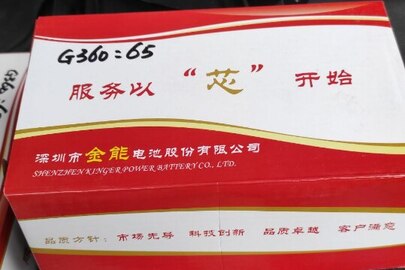 G360=65
服务以“芯”开始
深圳市金能电池股份有限公司
SHENZHEN KINGER POWER BATTERY CO., LTD.
品质方针：市场先导 科技创新 品质卓越 客户满意